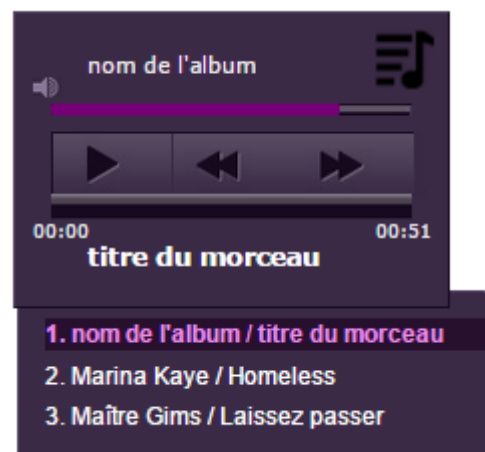 nom de l'album
00:00 00:51
titre du morceau
1. nom de l'album / titre du morceau
2. Marina Kaye / Homeless
3. Maître Gims / Laissez passer